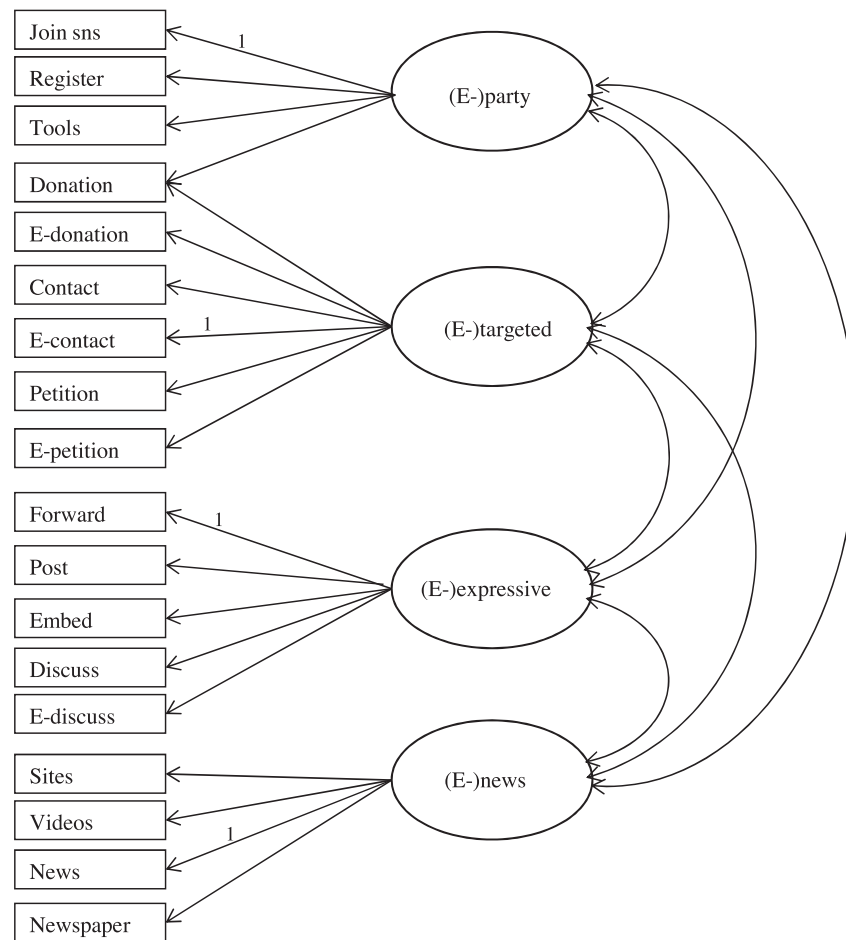 Join sns
1
Register
(E-)party
Tools
Donation
E-donation
Contact
1
E-contact
(E-)targeted
Petition
E-petition
Forward
1
Post
Embed
(E-)expressive
Discuss
E-discuss
Sites
(E-)news
Videos
1
News
Newspaper